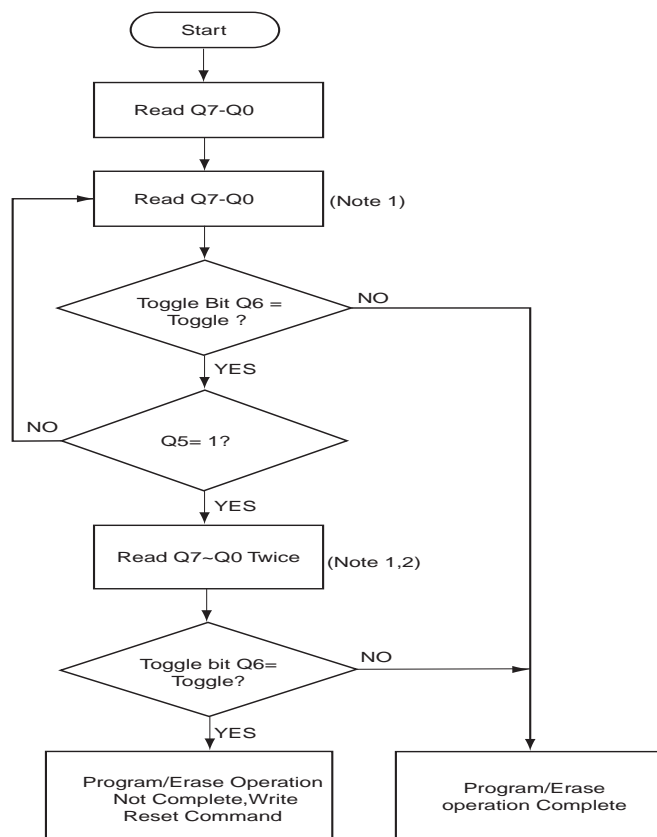 Start
Read Q7-Q0
Read Q7-Q0
(Note 1)
Toggle Bit Q6 =
Toggle ?
NO
YES
NO
Q5= 1?
YES
Read Q7~Q0 Twice
(Note 1,2)
Toggle bit Q6=
Toggle?
NO
YES
Program/Erase Operation
Not Complete,Write
Reset Command
Program/Erase
operation Complete